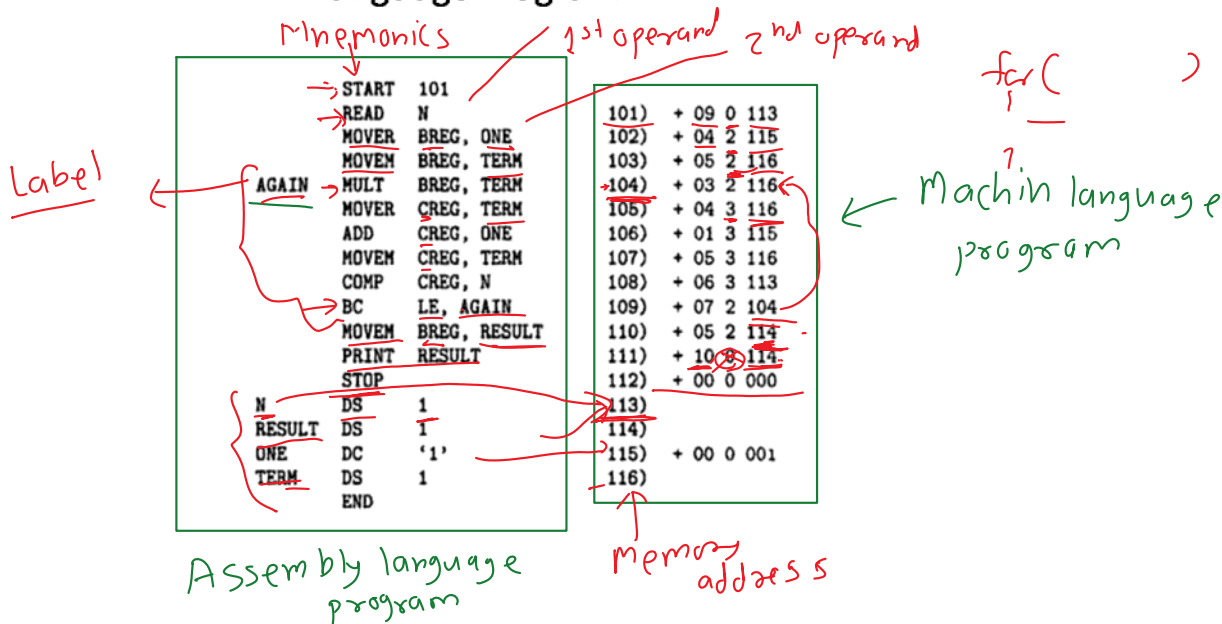 Mnemonics
1st operand
2nd operand
for( )
START 101
READ N
MOVER BREG, ONE
MOVEM BREG, TERM
AGAIN MULT BREG, TERM
MOVER CREG, TERM
ADD CREG, ONE
MOVEM CREG, TERM
COMP CREG, N
BC LE, AGAIN
MOVEM BREG, RESULT
PRINT RESULT
STOP
N DS 1
RESULT DS 1
ONE DC ‘1’
TERM DS 1
END
101) + 09 0 113
102) + 04 2 115
103) + 05 2 116
104) + 03 2 116
105) + 04 3 116
106) + 01 3 115
107) + 05 3 116
108) + 06 3 113
109) + 07 2 104
110) + 05 2 114
111) + 10 0 114
112) + 00 0 000
113)
114)
115) + 00 0 001
116)
Label
Machin language
program
Assembly language
program
Memory
address